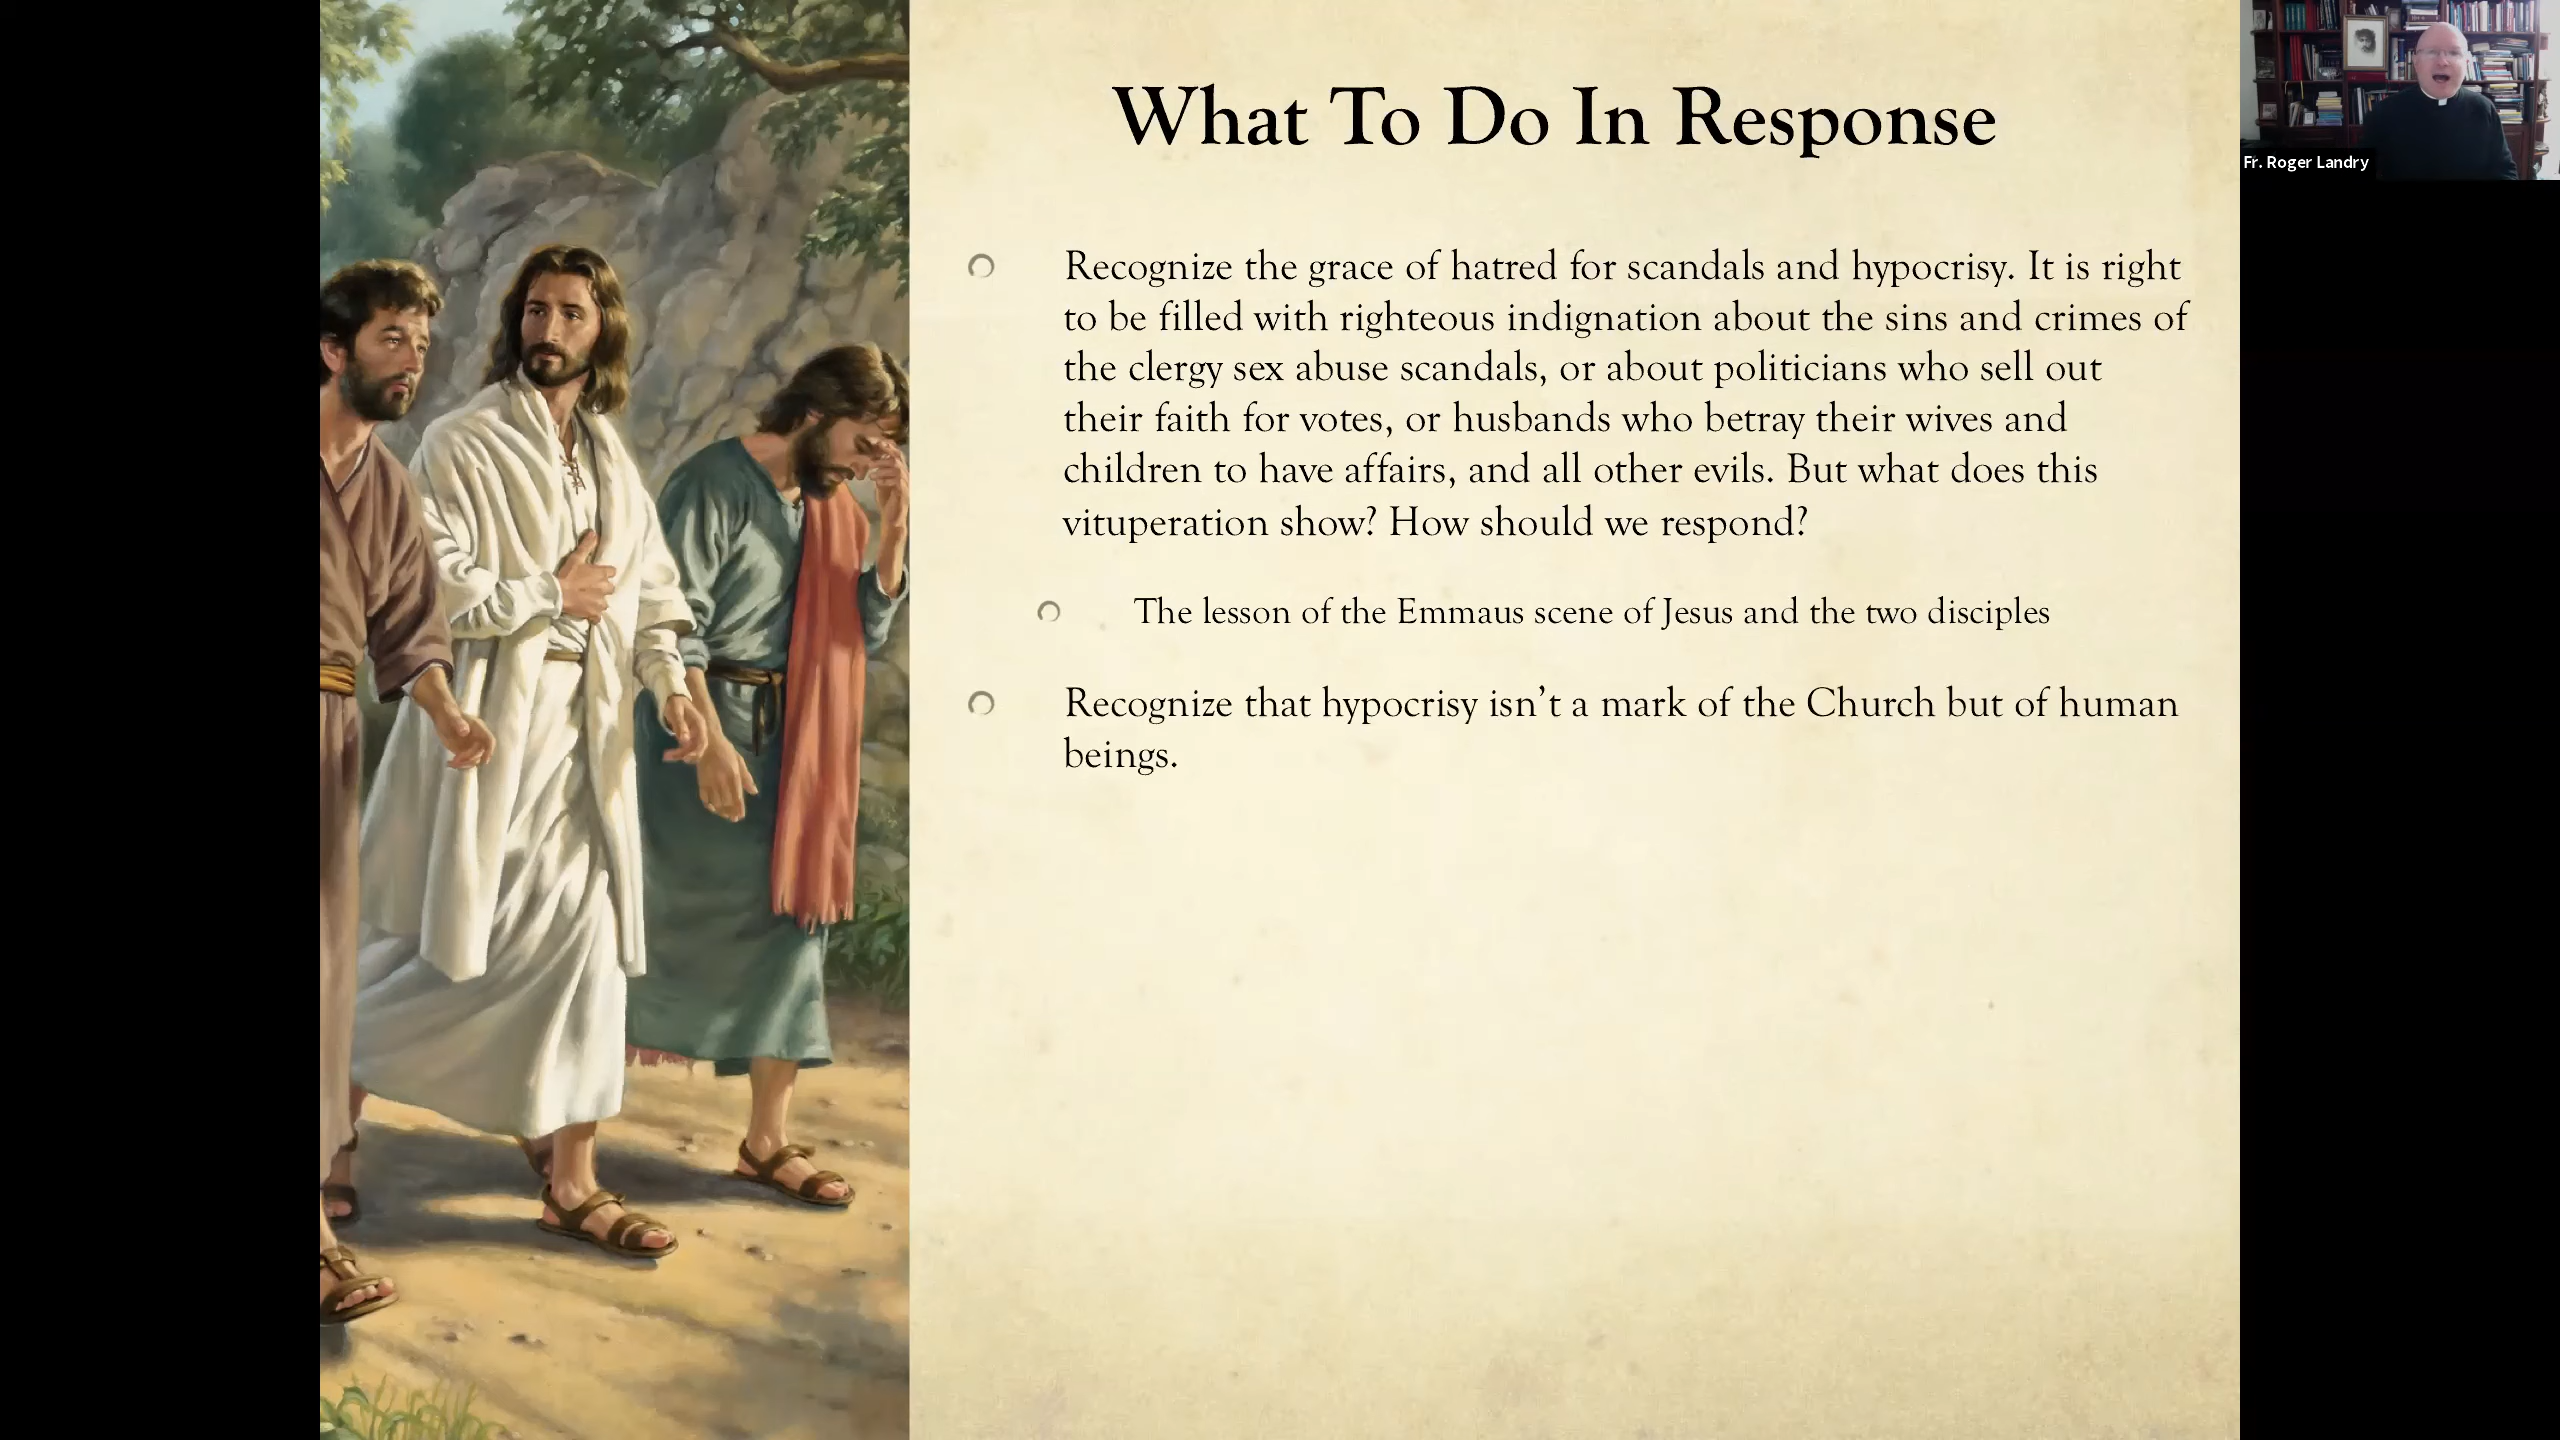 What To Do In Response
Fr. Roger Landry
Recognize the grace of hatred for scandals and hypocrisy. It is right
to be filled with righteous indignation about the sins and crimes of
the clergy sex abuse scandals, or about politicians who sell out
their faith for votes, or husbands who betray their wives and
children to have affairs, and all other evils. But what does this
vituperation show? How should we respond?
The lesson of the Emmaus scene of Jesus and the two disciples
Recognize that hypocrisy isn’t a mark of the Church but of human
beings.